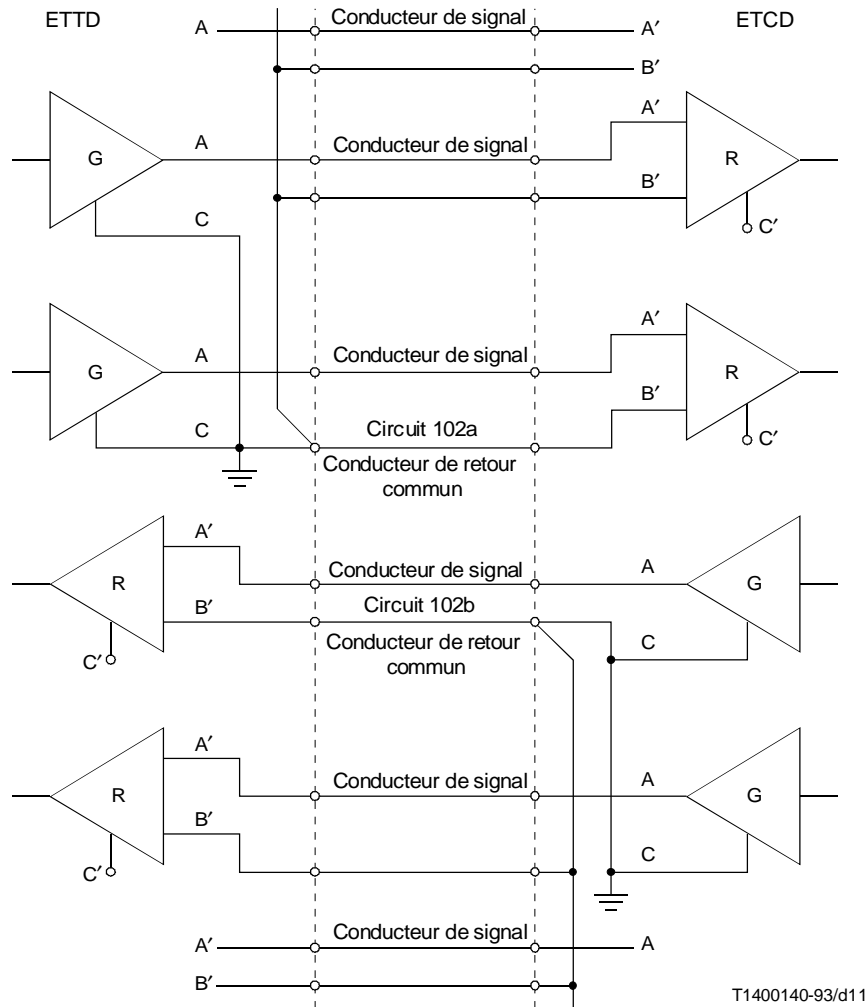 ETTD
A
Conducteur de signal
A′
ETCD
B′
A′
G
A
Conducteur de signal
B′
R
C
C′
A′
G
A
Conducteur de signal
B′
R
C
Circuit 102a
C′
Conducteur de retour
commun
A′
R
Conducteur de signal
A
G
B′
Circuit 102b
C′
Conducteur de retour
commun
C
A′
R
Conducteur de signal
A
G
B′
C′
C
A′
Conducteur de signal
A
B′
T1400140-93/d11